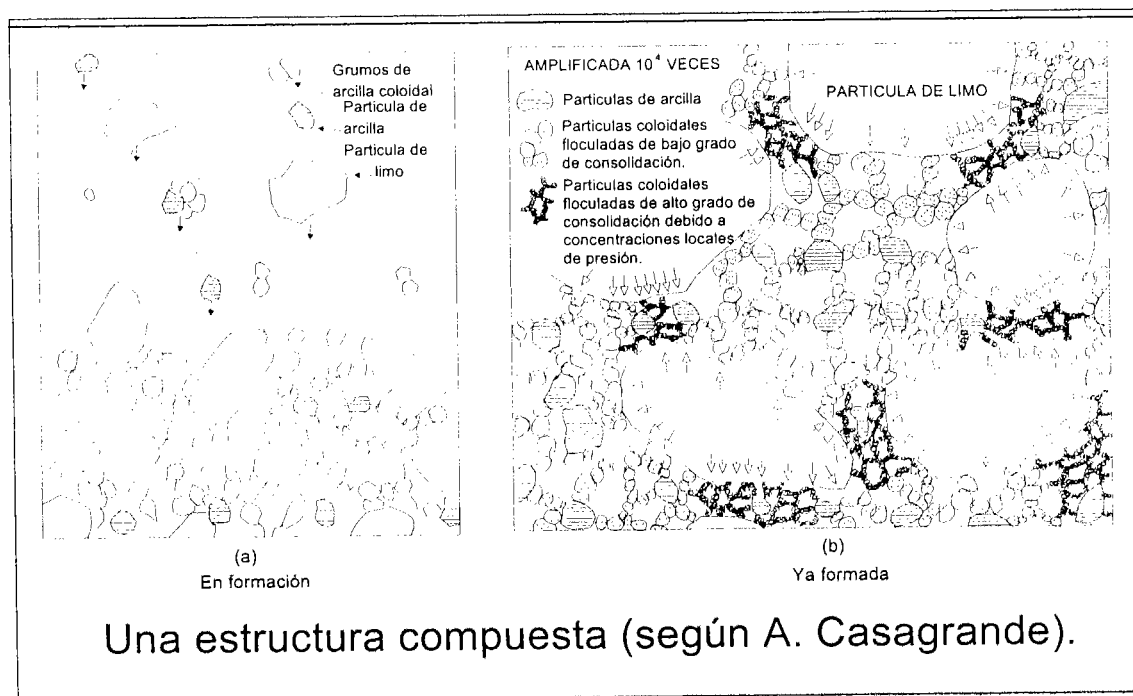 Grumos de
arcilla coloidal
Particula de
arcilla
Particula de
limo
(a)
En formación
AMPLIFICADA 10⁴ VECES
Particulas de arcilla
Particulas coloidales
floculadas de bajo grado
de consolidación.
Particulas coloidales
floculadas de alto grado de
consolidación debido a
concentraciones locales
de presión.
PARTICULA DE LIMO
(b)
Ya formada
Una estructura compuesta (según A. Casagrande).